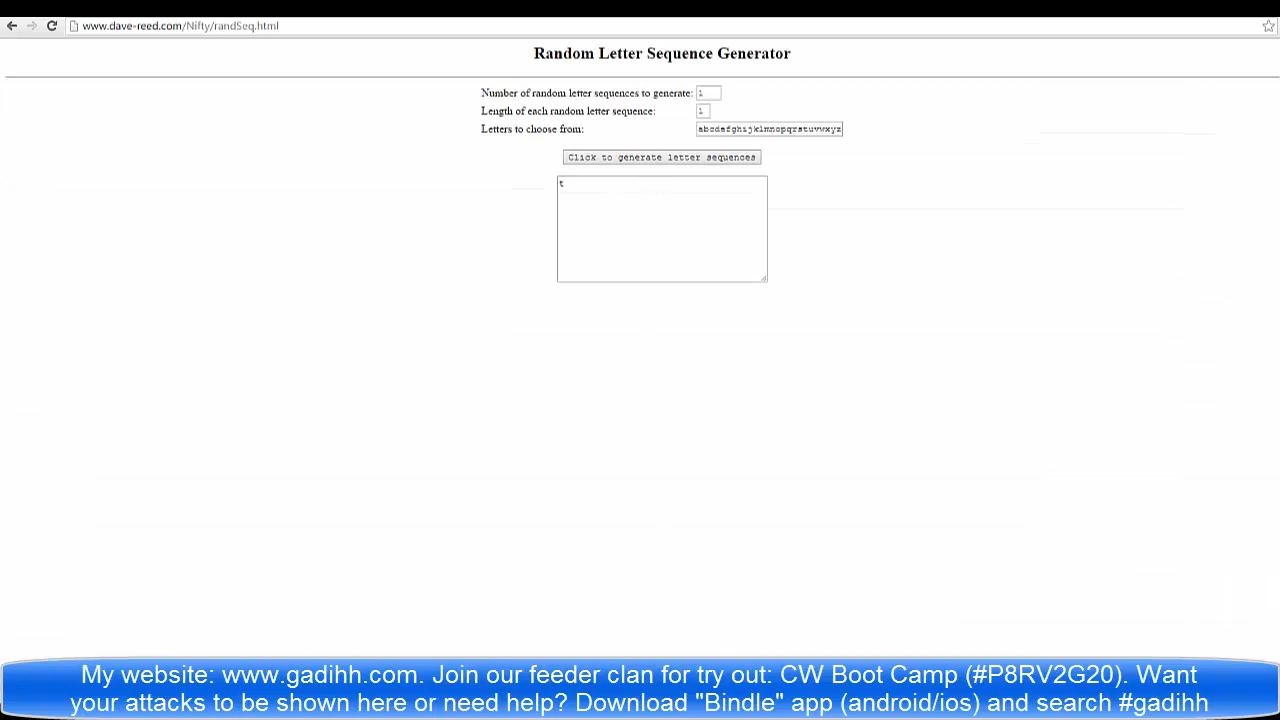 www.dave-reed.com/Nifty/randSeq.html
Random Letter Sequence Generator
Number of random letter sequences to generate: 1
Length of each random letter sequence: 1
Letters to choose from: abcdefghijklmnopqrstuvwxyz
Click to generate letter sequences
t
My website: www.gadihh.com. Join our feeder clan for try out: CW Boot Camp (#P8RV2G20). Want
your attacks to be shown here or need help? Download "Bindle" app (android/ios) and search #gadihh